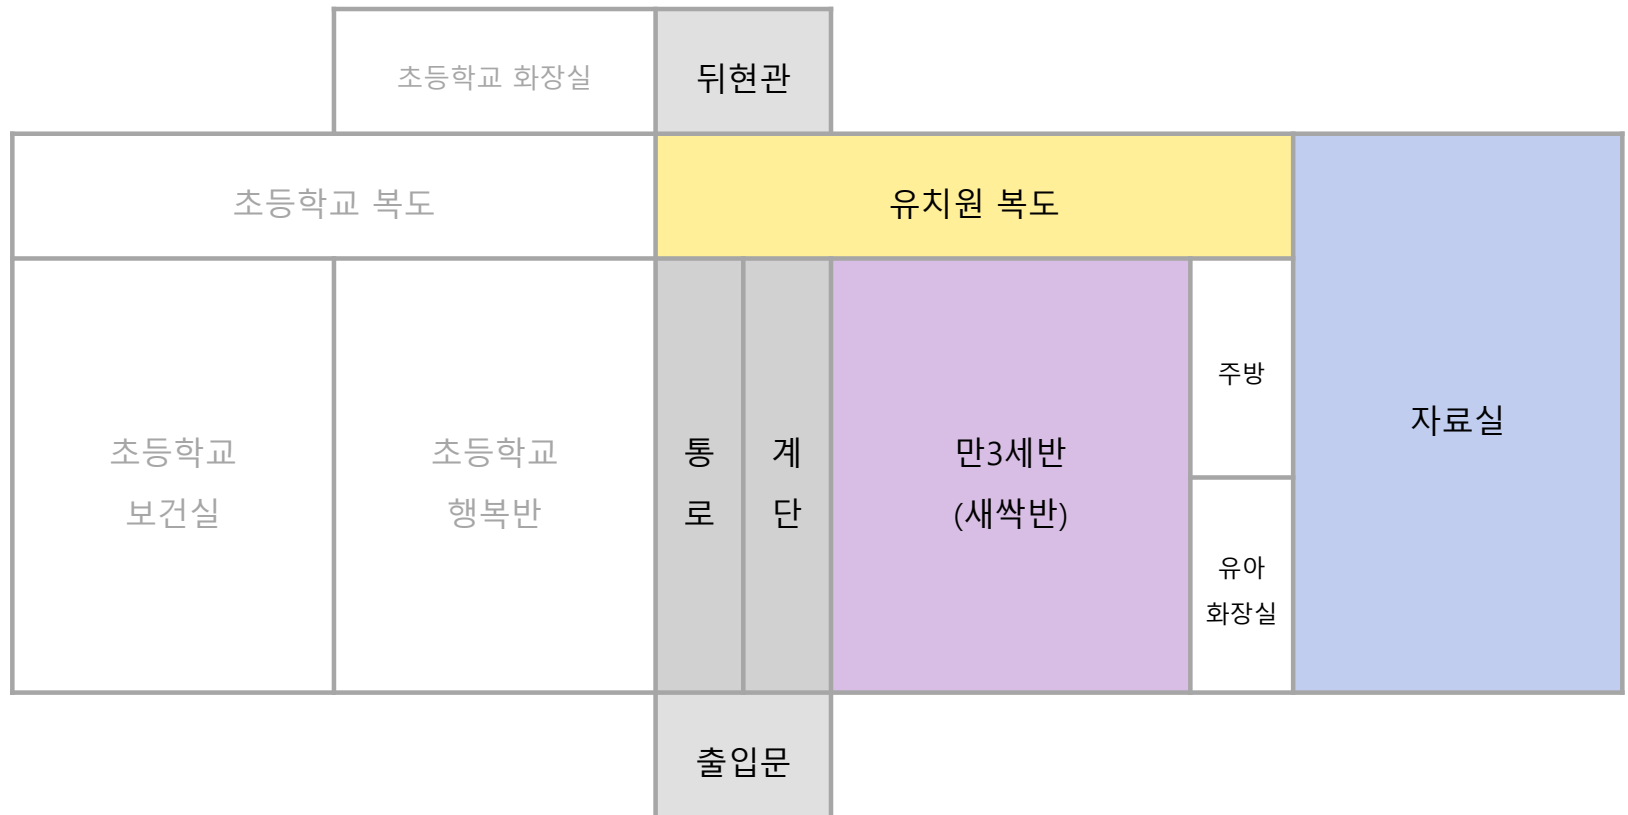 초등학교 화장실
뒤현관
초등학교 복도
유치원 복도
초등학교
보건실
초등학교
행복반
통
로
계
단
만3세반
(새싹반)
주방
유아
화장실
자료실
출입문